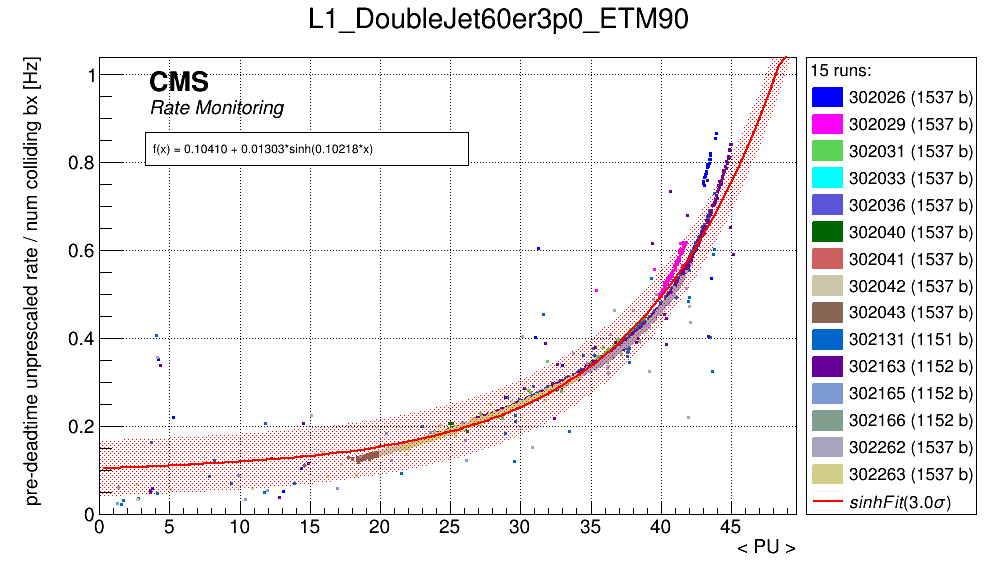 L1_DoubleJet60er3p0_ETM90
pre-deadtime unprescaled rate / num colliding bx [Hz]
CMS
Rate Monitoring
f(x) = 0.10410 + 0.01303*sinh(0.10218*x)
1
0.8
0.6
0.4
0.2
0
0 5 10 15 20 25 30 35 40 45
< PU >
15 runs:
302026 (1537 b)
302029 (1537 b)
302031 (1537 b)
302033 (1537 b)
302036 (1537 b)
302040 (1537 b)
302041 (1537 b)
302042 (1537 b)
302043 (1537 b)
302131 (1151 b)
302163 (1152 b)
302165 (1152 b)
302166 (1152 b)
302262 (1537 b)
302263 (1537 b)
sinhFit(3.0σ)